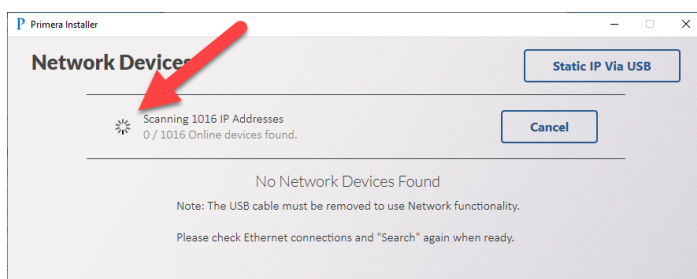 Primera Installer
Network Devices
Static IP Via USB
Scanning 1016 IP Addresses
0 / 1016 Online devices found.
Cancel
No Network Devices Found
Note: The USB cable must be removed to use Network functionality.
Please check Ethernet connections and "Search" again when ready.